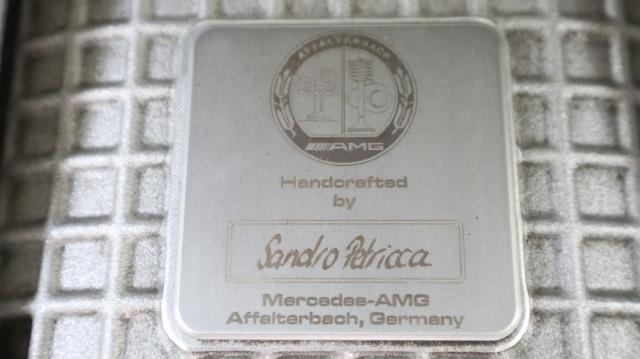 AFFALTERBACH
AMG
Handcrafted
by
Sandro Petricca
Mercedes-AMG
Affalterbach, Germany